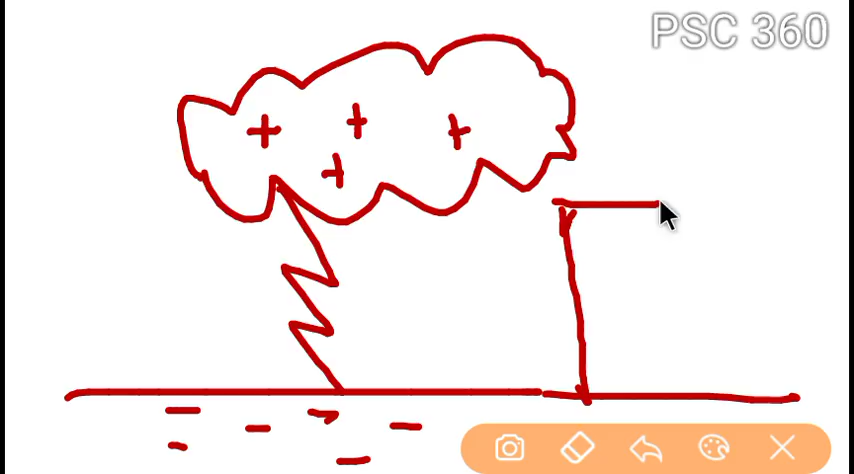 PSC 360
+ + +
+